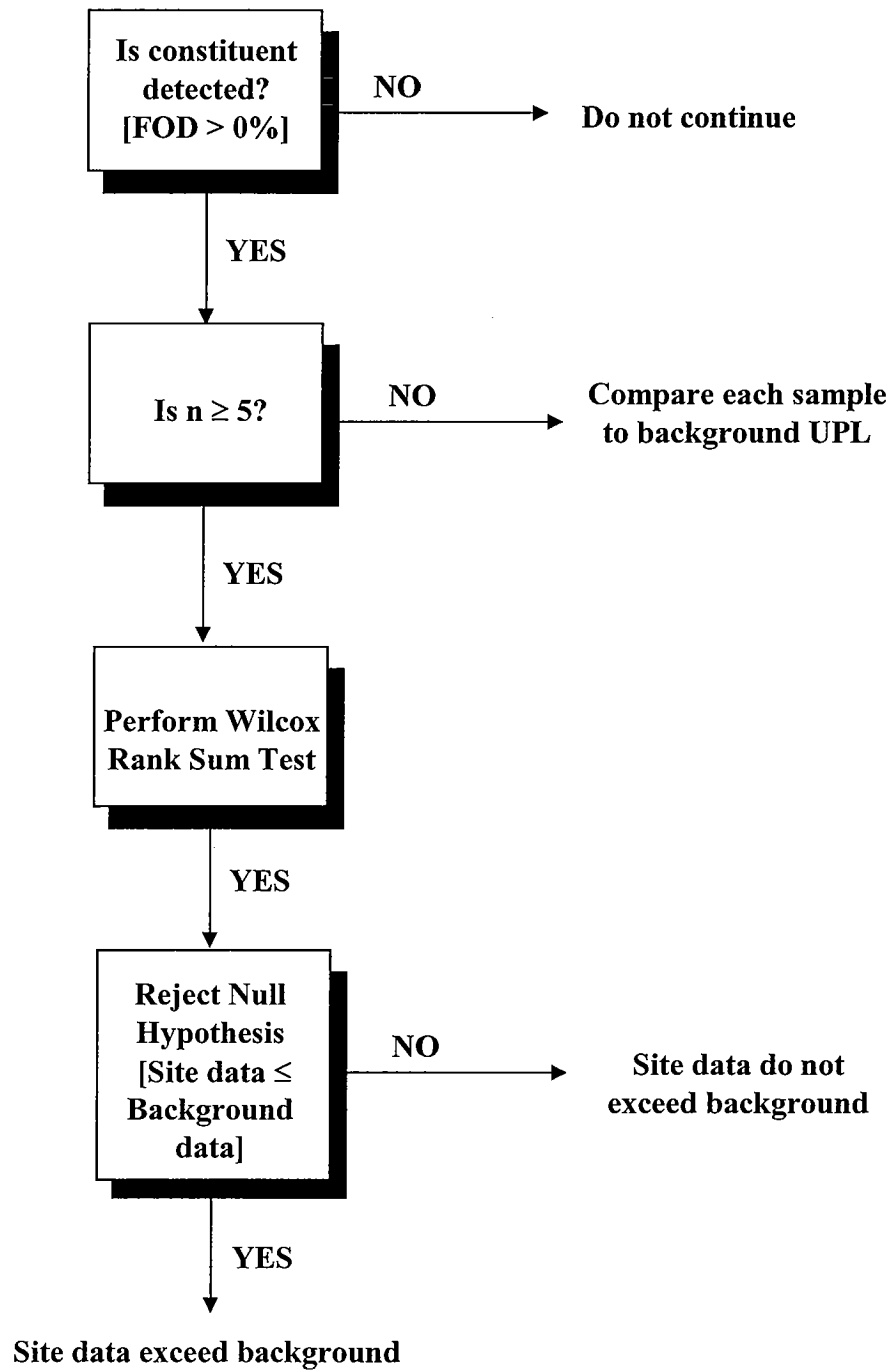 Is constituent
detected?
[FOD > 0%]
NO
Do not continue
YES
Is n ≥ 5?
NO
Compare each sample
to background UPL
YES
Perform Wilcox
Rank Sum Test
YES
Reject Null
Hypothesis
[Site data ≤
Background
data]
NO
Site data do not
exceed background
YES
Site data exceed background